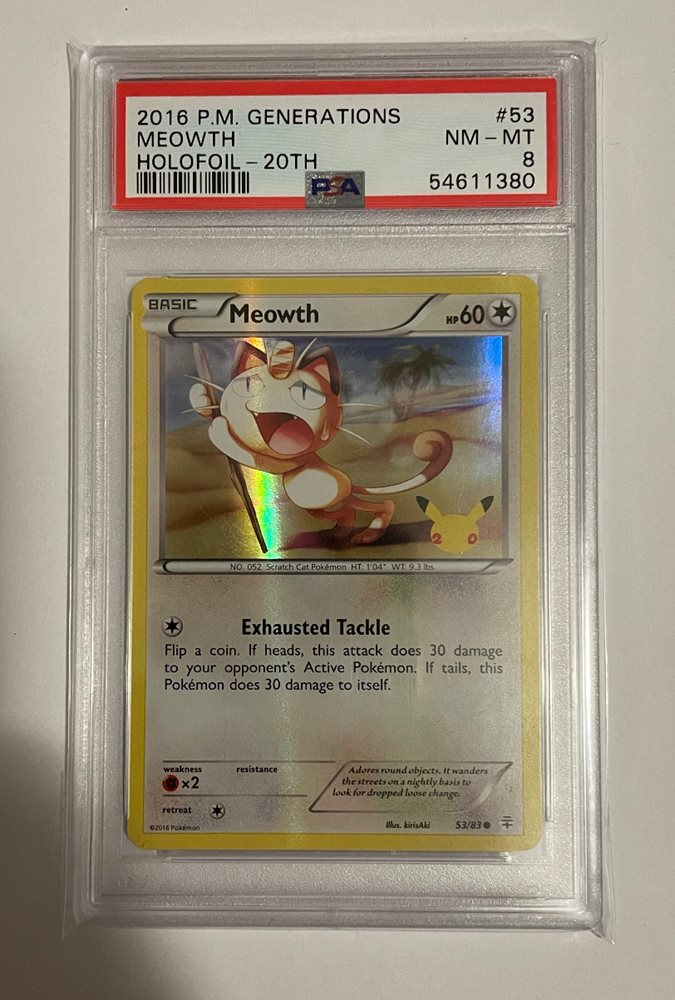 2016 P.M. GENERATIONS #53
MEOWTH NM-MT
HOLOFOIL-20TH 8
PSA 54611380
BASIC Meowth HP60
20
NO. 052 Scratch Cat Pokémon HT: 1'04" WT: 9.3 lbs.
Exhausted Tackle
Flip a coin. If heads, this attack does 30 damage
to your opponent's Active Pokémon. If tails, this
Pokémon does 30 damage to itself.
weakness resistance
×2
retreat
Adores round objects. It wanders
the streets on a nightly basis to
look for dropped loose change.
©2016 Pokémon Illus. kirisAki 53/83